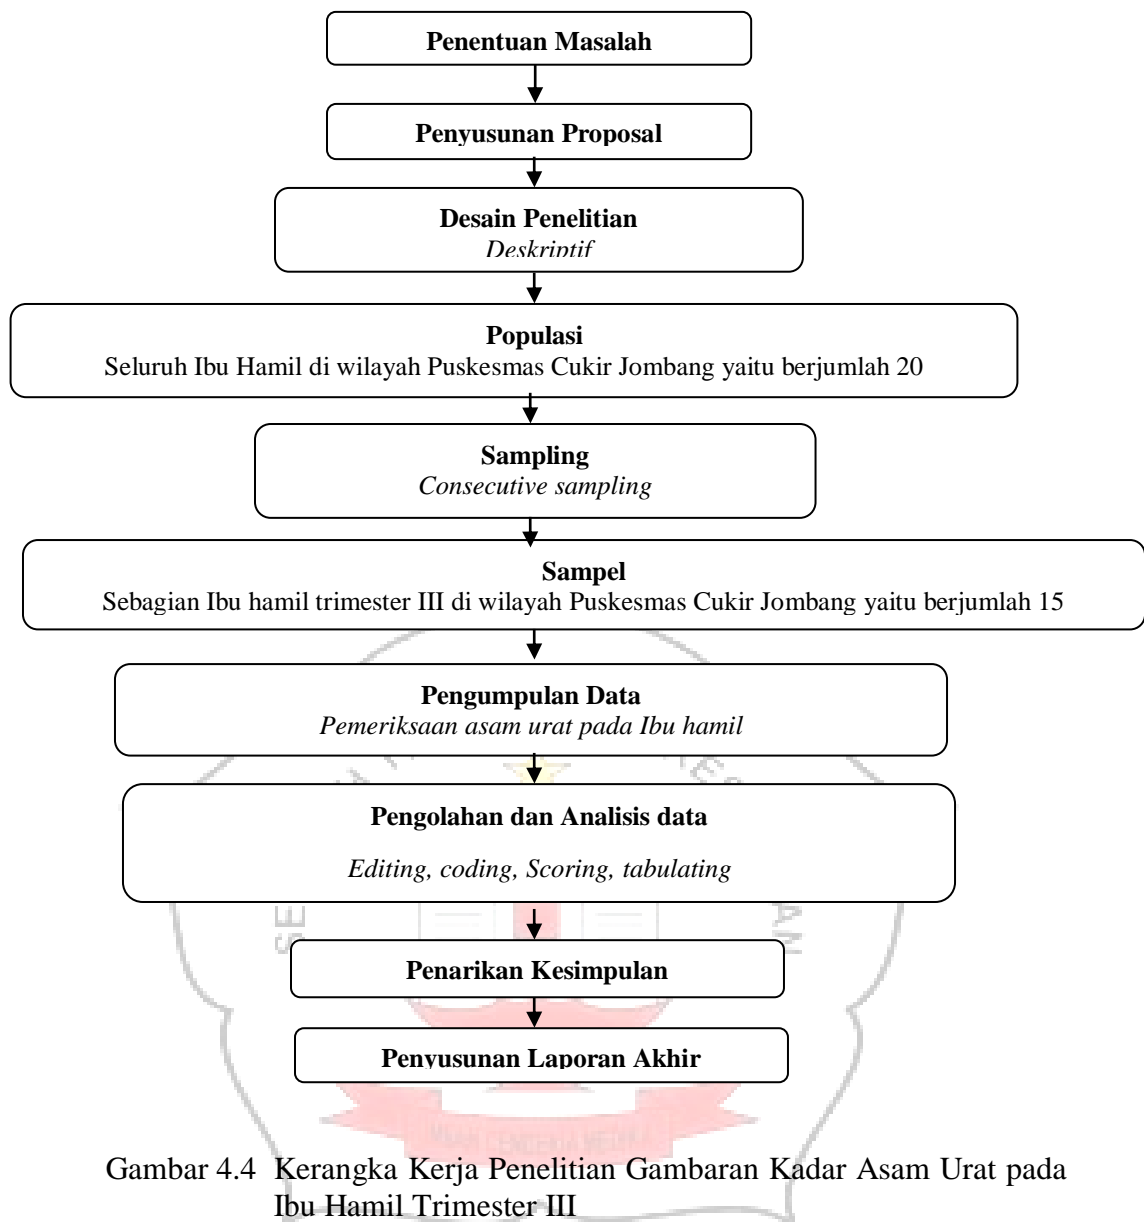 Penentuan Masalah
Penyusunan Proposal
Desain Penelitian
Deskriptif
Populasi
Seluruh Ibu Hamil di wilayah Puskesmas Cukir Jombang yaitu berjumlah 20
Sampling
Consecutive sampling
Sampel
Sebagian Ibu hamil trimester III di wilayah Puskesmas Cukir Jombang yaitu berjumlah 15
Pengumpulan Data
Pemeriksaan asam urat pada Ibu hamil
Pengolahan dan Analisis data
Editing, coding, Scoring, tabulating
Penarikan Kesimpulan
Penyusunan Laporan Akhir
Gambar 4.4 Kerangka Kerja Penelitian Gambaran Kadar Asam Urat pada
Ibu Hamil Trimester III